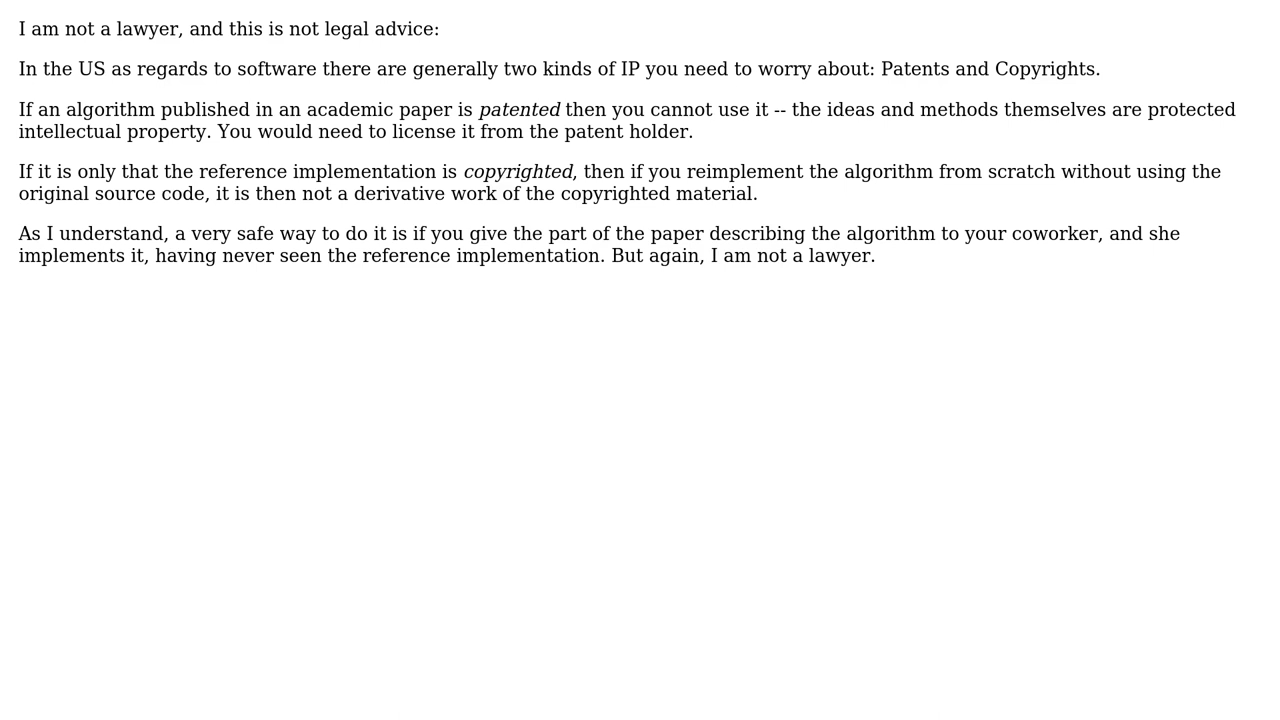 I am not a lawyer, and this is not legal advice:
In the US as regards to software there are generally two kinds of IP you need to worry about: Patents and Copyrights.
If an algorithm published in an academic paper is patented then you cannot use it -- the ideas and methods themselves are protected
intellectual property. You would need to license it from the patent holder.
If it is only that the reference implementation is copyrighted, then if you reimplement the algorithm from scratch without using the
original source code, it is then not a derivative work of the copyrighted material.
As I understand, a very safe way to do it is if you give the part of the paper describing the algorithm to your coworker, and she
implements it, having never seen the reference implementation. But again, I am not a lawyer.